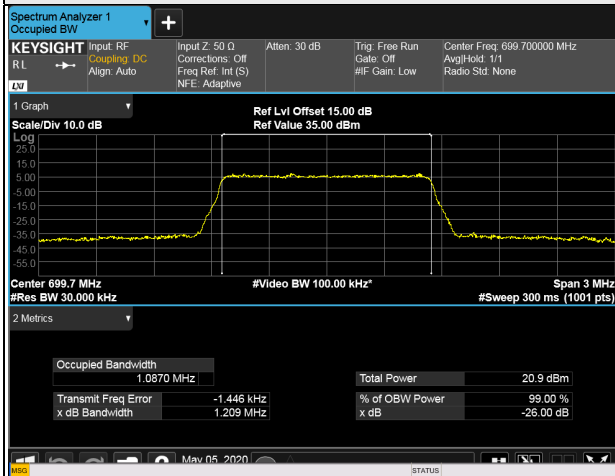 Spectrum Analyzer 1
Occupied BW
+
KEYSIGHT Input: RF Input Z: 50 Ω Atten: 30 dB Trig: Free Run Center Freq: 699.700000 MHz
RL Coupling: DC Corrections: Off Gate: Off Avg|Hold: 1/1
Align: Auto Freq Ref: Int (S) #IF Gain: Low Radio Std: None
LXI NFE: Adaptive
1 Graph Ref Lvl Offset 15.00 dB
Scale/Div 10.0 dB Ref Value 35.00 dBm
Log
25.0
15.0
5.00
-5.00
-15.0
-25.0
-35.0
-45.0
-55.0
Center 699.7 MHz #Video BW 100.00 kHz* Span 3 MHz
#Res BW 30.000 kHz #Sweep 300 ms (1001 pts)
2 Metrics
Occupied Bandwidth
1.0870 MHz Total Power 20.9 dBm
Transmit Freq Error -1.446 kHz % of OBW Power 99.00 %
x dB Bandwidth 1.209 MHz x dB -26.00 dB
May 05, 2020
MSG STATUS